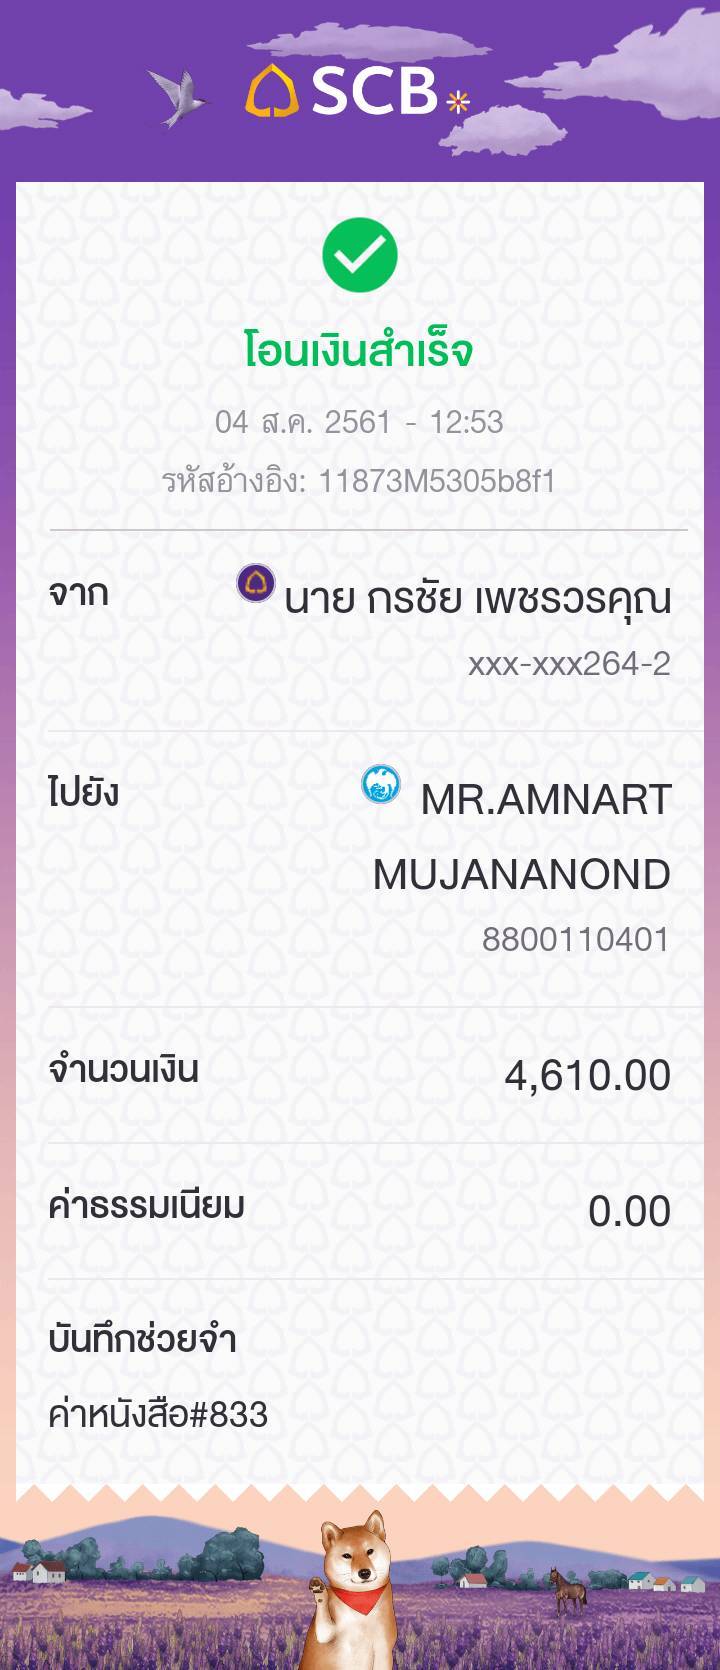 SCB
โอนเงินสำเร็จ
04 ส.ค. 2561 - 12:53
รหัสอ้างอิง: 11873M5305b8f1
จาก นาย กรชัย เพชรวรคุณ
xxx-xxx264-2
ไปยัง MR.AMNART
MUJANANOND
8800110401
จำนวนเงิน 4,610.00
ค่าธรรมเนียม 0.00
บันทึกช่วยจำ
ค่าหนังสือ#833